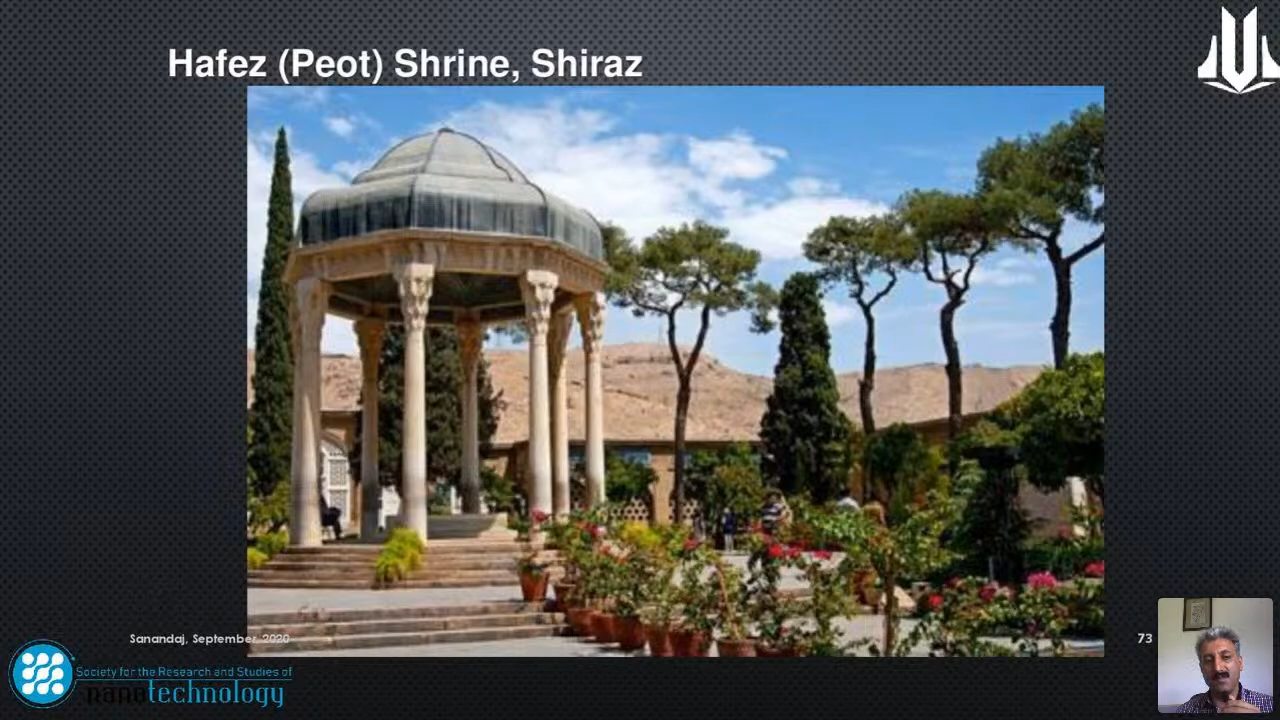 Hafez (Peot) Shrine, Shiraz
Sanandaj, September 2020
73
Society for the Research and Studies of
nanotechnology